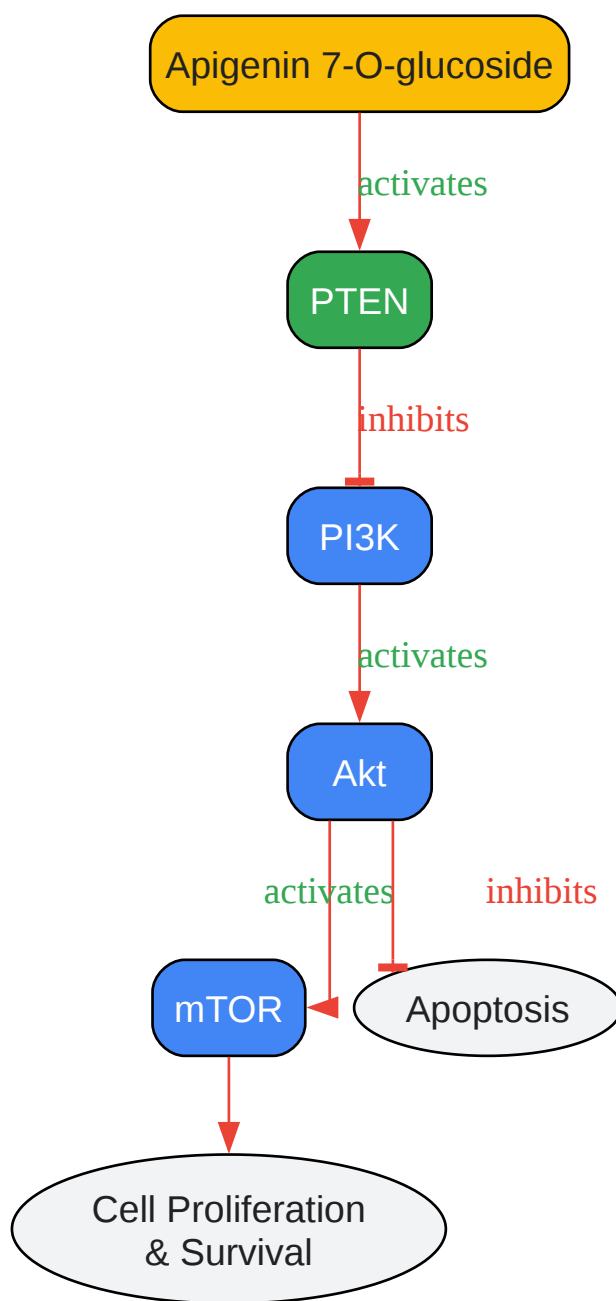 Apigenin 7-O-glucoside
activates
PTEN
inhibits
PI3K
activates
Akt
activates
inhibits
mTOR
Apoptosis
Cell Proliferation
& Survival